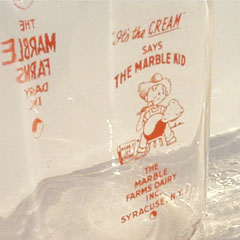 "It's the CREAM"
SAYS
THE MARBLE KID
THE
MARBLE
FARMS DAIRY
INC.
SYRACUSE, N.Y.
THE
MARBLE
FARMS
DAIRY
INC.